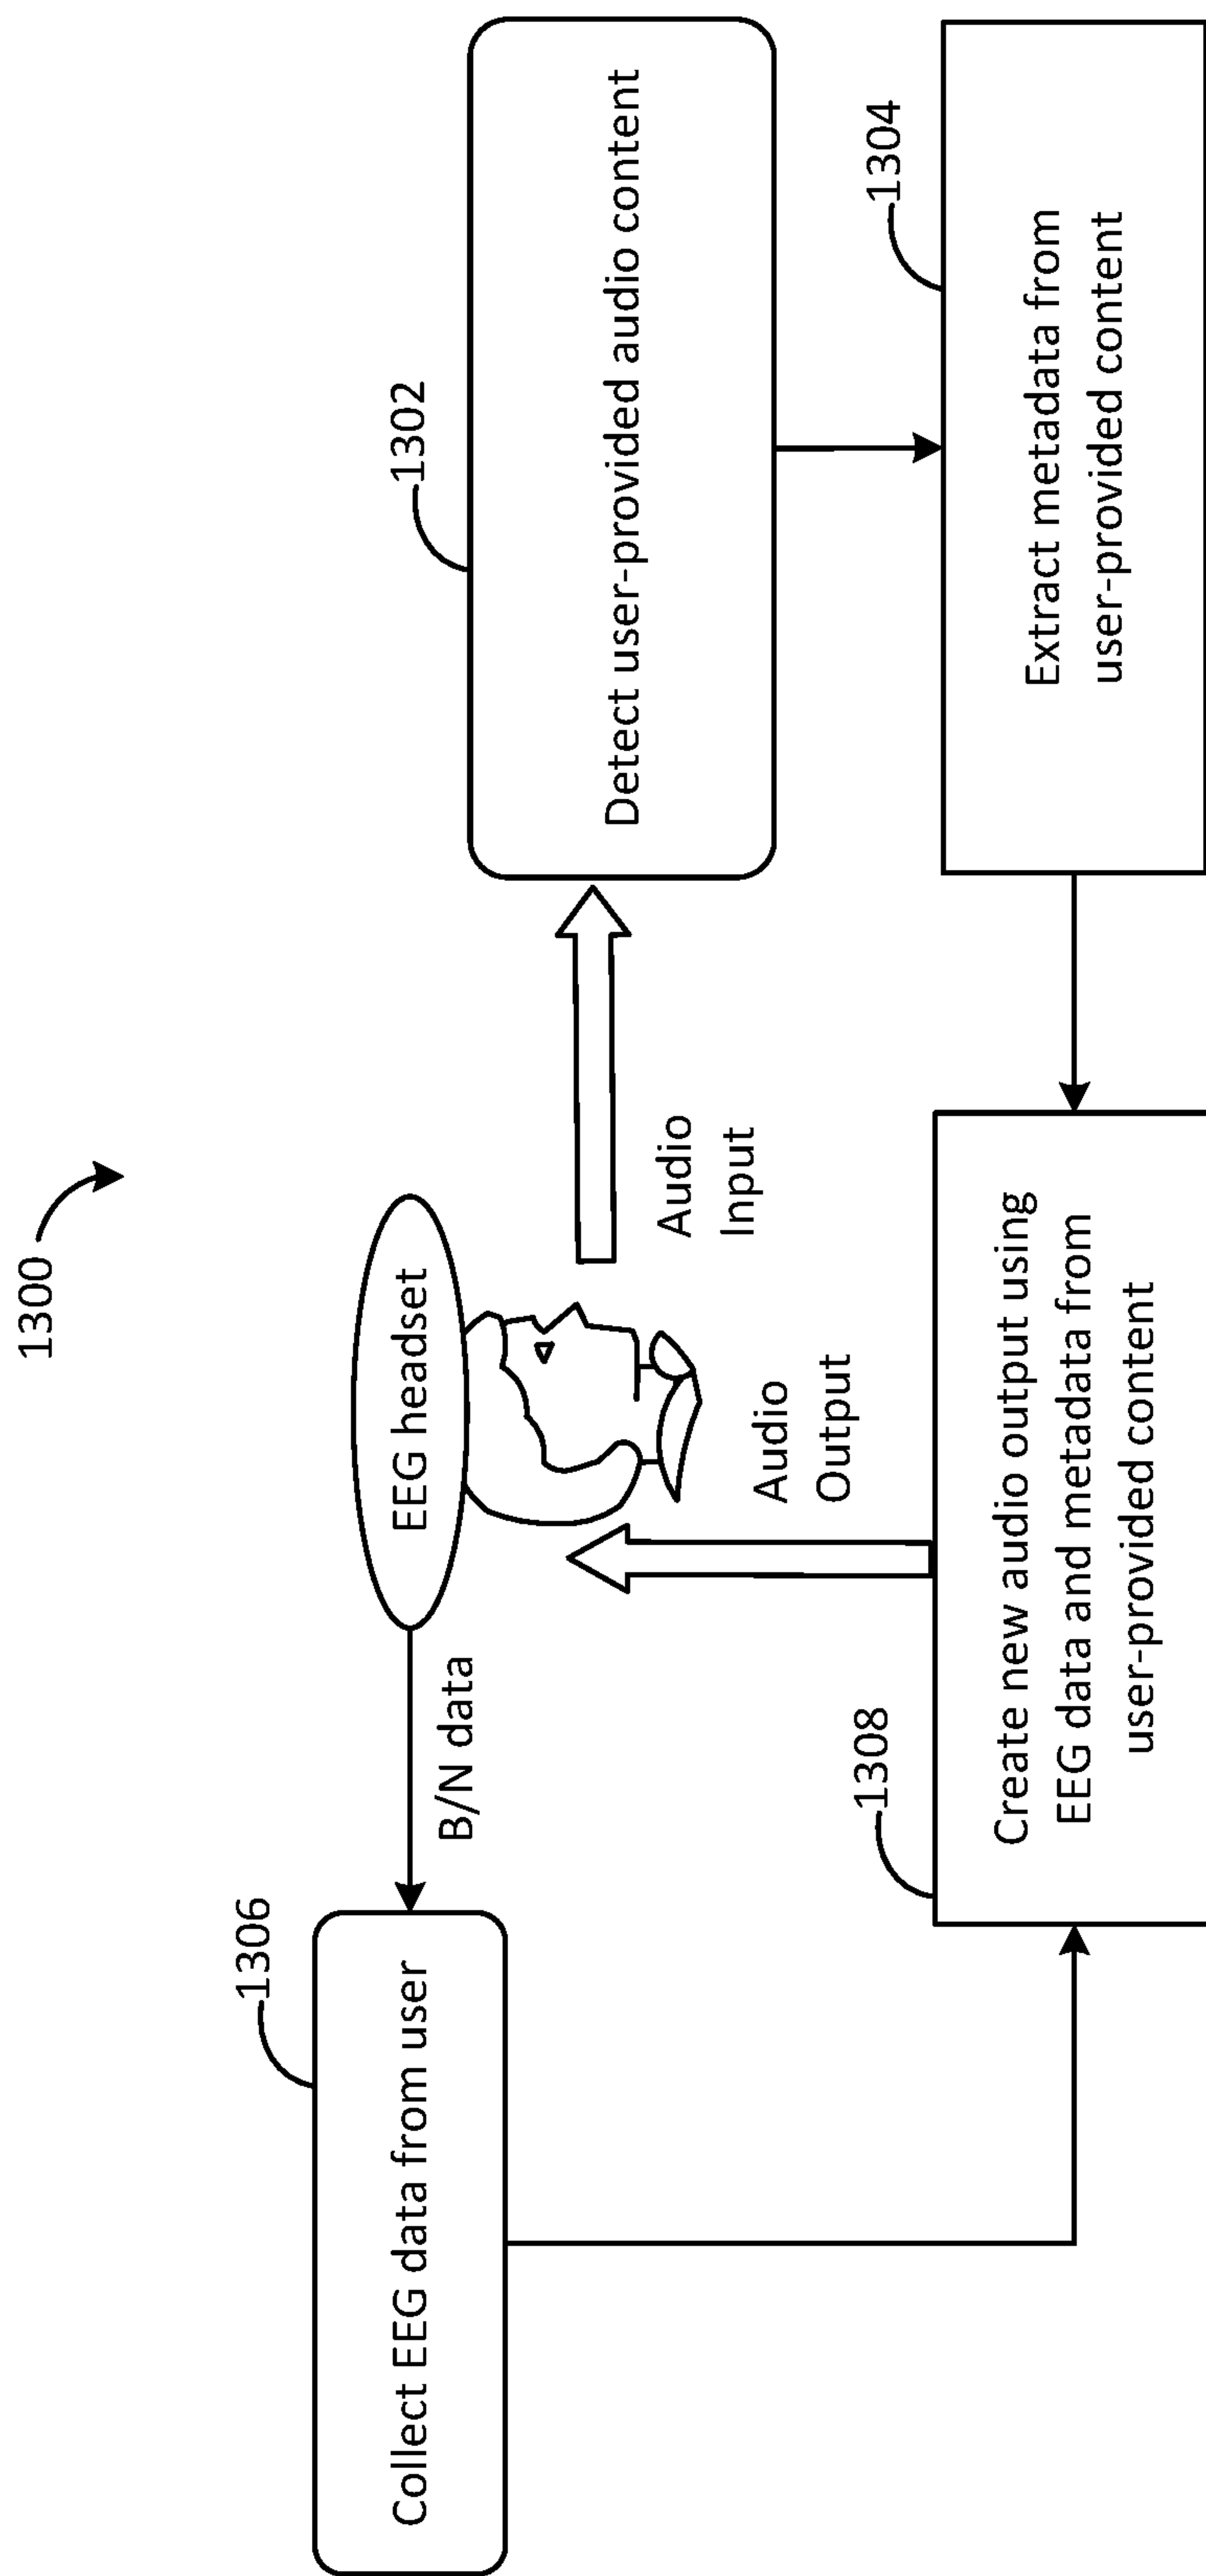 1300
EEG headset
B/N data
1306
Collect EEG data from user
Audio
Input
1302
Detect user-provided audio content
Audio
Output
1304
Extract metadata from
user-provided content
1308
Create new audio output using
EEG data and metadata from
user-provided content